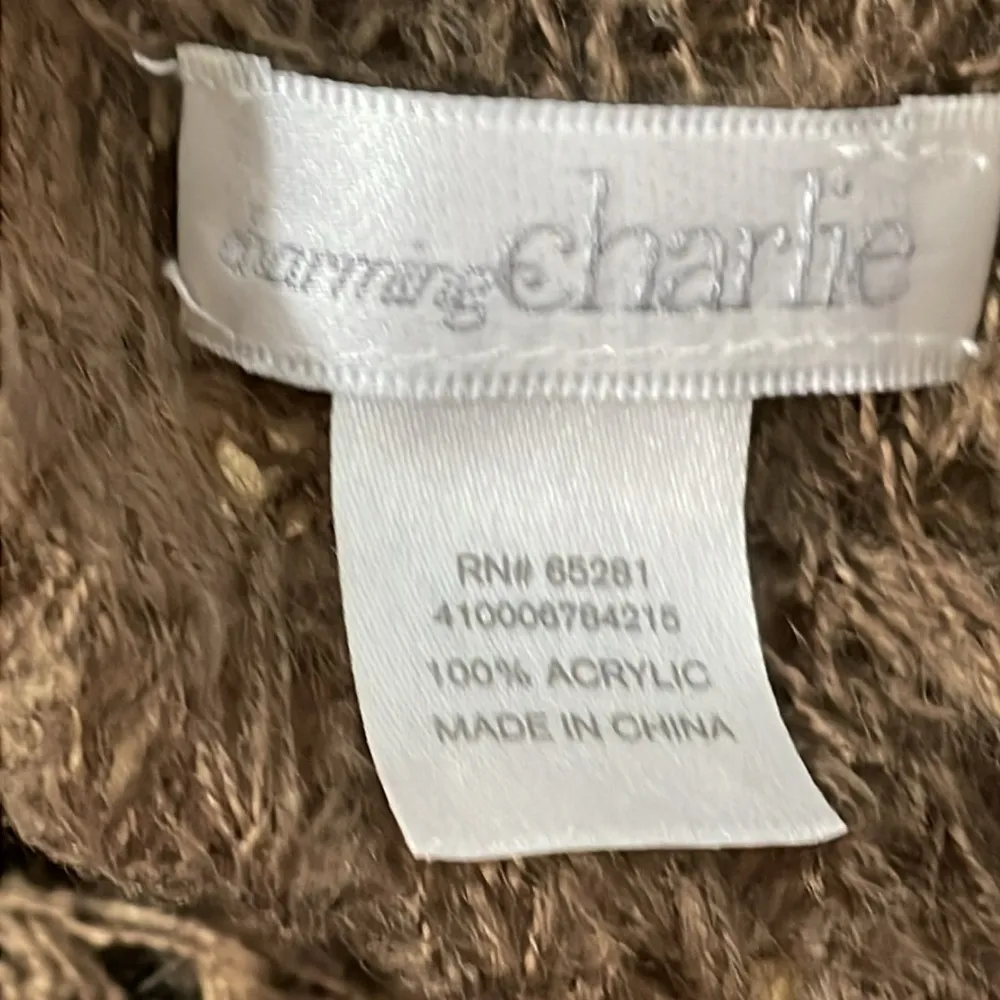 charming charlie
RN# 65281
410006784215
100% ACRYLIC
MADE IN CHINA